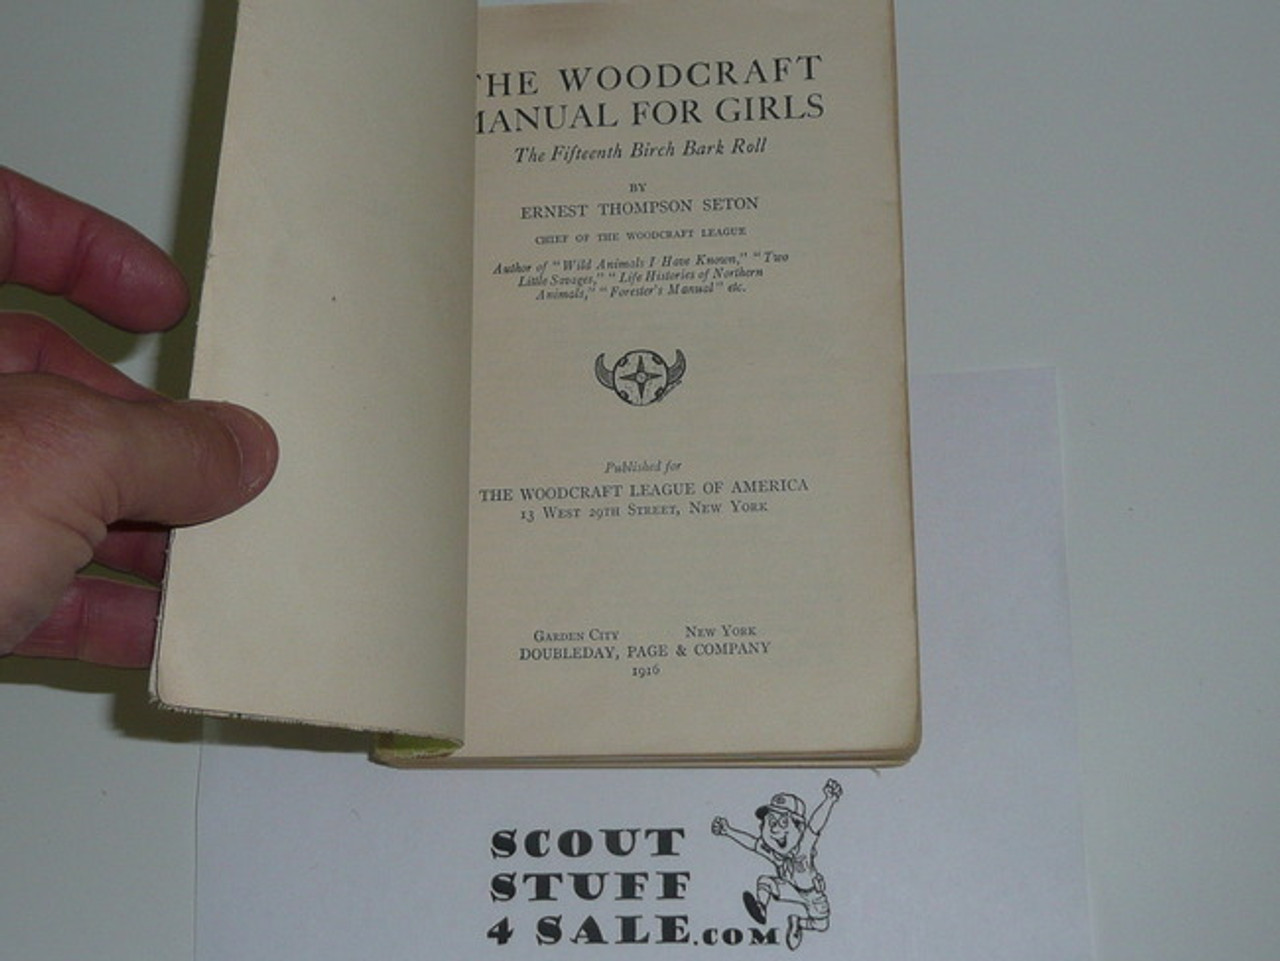 THE WOODCRAFT
MANUAL FOR GIRLS
The Fifteenth Birch Bark Roll
BY
ERNEST THOMPSON SETON
CHIEF OF THE WOODCRAFT LEAGUE
Author of "Wild Animals I Have Known," "Two
Little Savages," "Life Histories of Northern
Animals," "Forester's Manual" etc.
Published for
THE WOODCRAFT LEAGUE OF AMERICA
13 WEST 29TH STREET, NEW YORK
GARDEN CITY NEW YORK
DOUBLEDAY, PAGE & COMPANY
1916
SCOUT
STUFF
4 SALE.COM